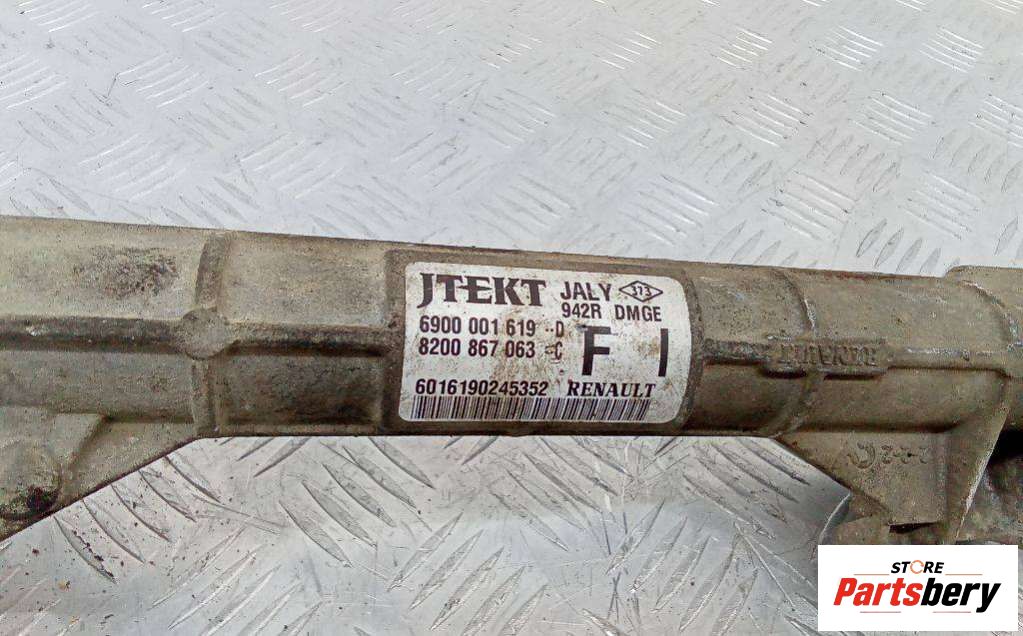 JTEKT JALY 373
942R DMGE
6900 001 619 -D
8200 867 063 -C
F I
6016190245352 RENAULT
STORE
Partsbery